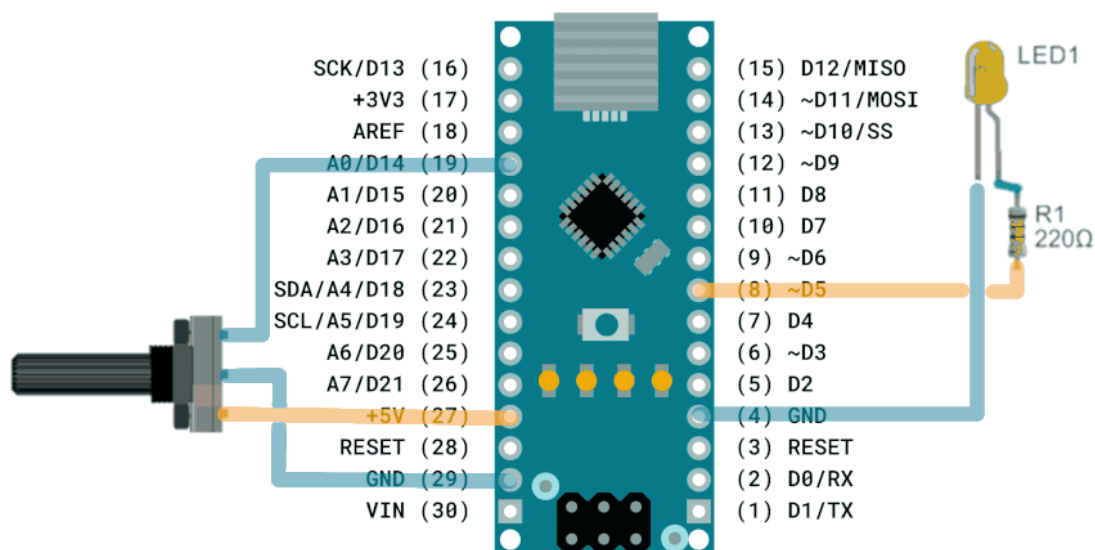 SCK/D13 (16)
+3V3 (17)
AREF (18)
A0/D14 (19)
A1/D15 (20)
A2/D16 (21)
A3/D17 (22)
SDA/A4/D18 (23)
SCL/A5/D19 (24)
A6/D20 (25)
A7/D21 (26)
+5V (27)
RESET (28)
GND (29)
VIN (30)
(15) D12/MISO
(14) ~D11/MOSI
(13) ~D10/SS
(12) ~D9
(11) D8
(10) D7
(9) ~D6
(8) ~D5
(7) D4
(6) ~D3
(5) D2
(4) GND
(3) RESET
(2) D0/RX
(1) D1/TX
LED1
R1
220Ω